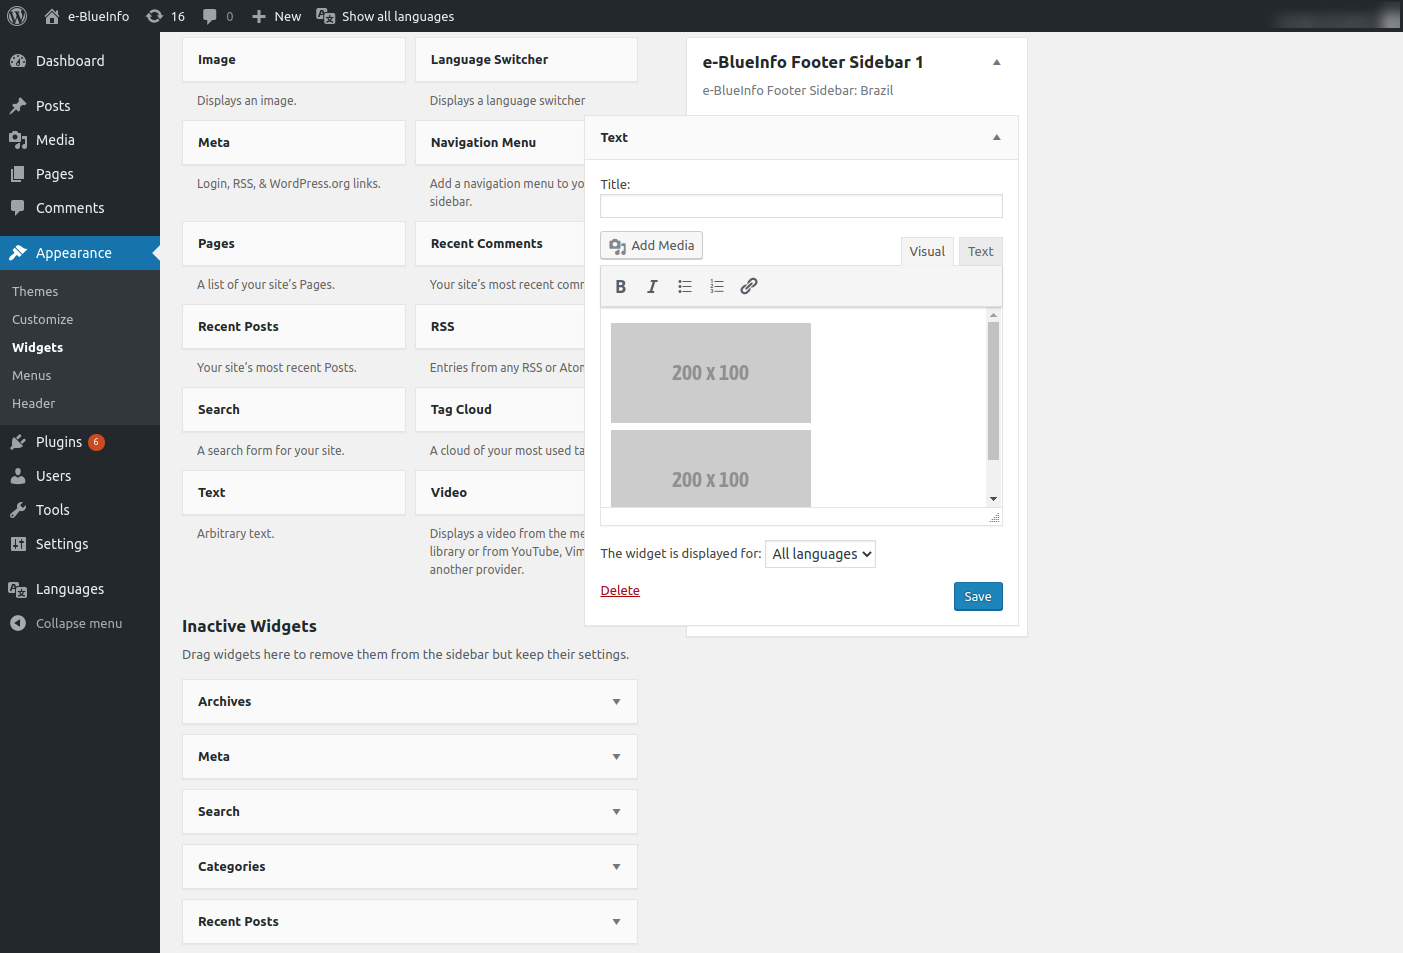 e-BlueInfo 16 0 New Show all languages
Dashboard
Posts
Media
Pages
Comments
Appearance
Themes
Customize
Widgets
Menus
Header
Plugins 6
Users
Tools
Settings
Languages
Collapse menu
Image
Displays an image.
Language Switcher
Displays a language switcher
Meta
Login, RSS, & WordPress.org links.
Navigation Menu
Add a navigation menu to yo
sidebar.
Pages
A list of your site's Pages.
Recent Comments
Your site's most recent comm
Recent Posts
Your site's most recent Posts.
RSS
Entries from any RSS or Ator
Search
A search form for your site.
Tag Cloud
A cloud of your most used ta
Text
Arbitrary text.
Video
Displays a video from the me
library or from YouTube, Vim
another provider.
Inactive Widgets
Drag widgets here to remove them from the sidebar but keep their settings.
Archives
Meta
Search
Categories
Recent Posts
e-BlueInfo Footer Sidebar 1
e-BlueInfo Footer Sidebar: Brazil
Text
Title:
Add Media
Visual Text
B I
200 x 100
200 x 100
The widget is displayed for: All languages
Delete
Save